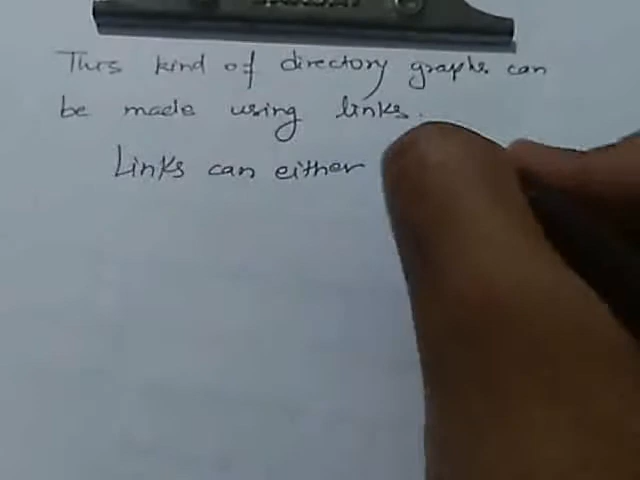 This kind of directory graphs can
be made using links.
Links can either